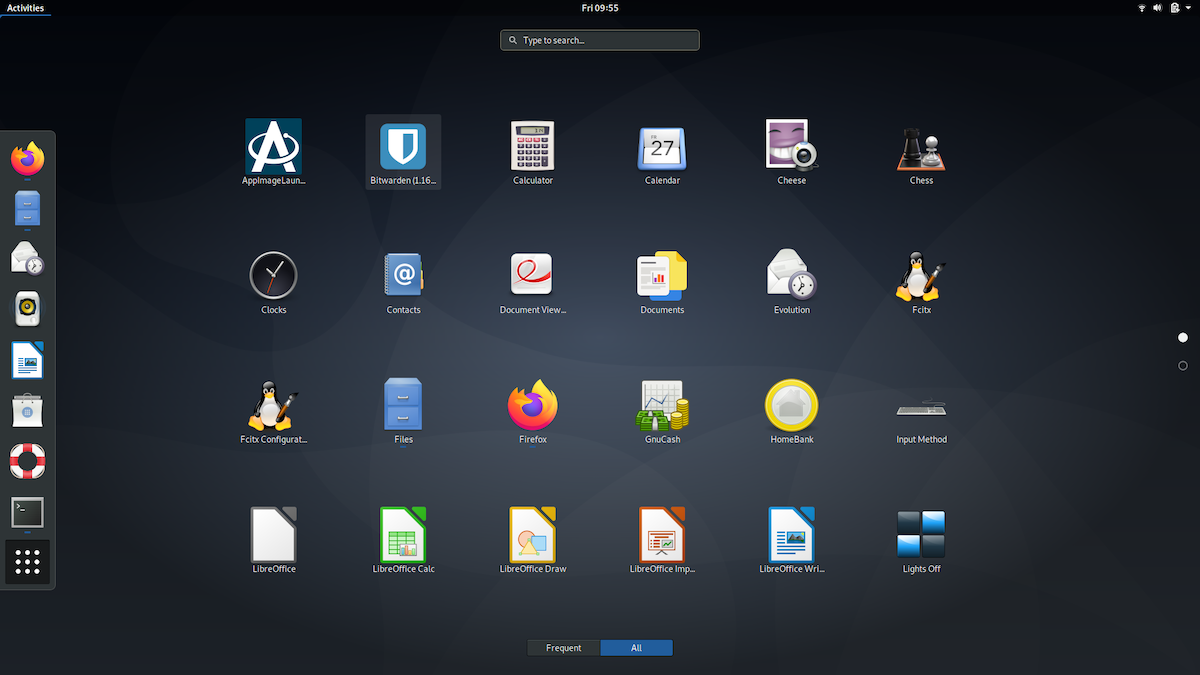 Activities
Fri 09:55
Type to search...
AppImageLaun...
Bitwarden (1.16...
Calculator
FR
27
Calendar
Cheese
Chess
Clocks
@
Contacts
Document View...
Documents
Evolution
Fcitx
Fcitx Configurat...
Files
Firefox
GnuCash
HomeBank
Input Method
>_
LibreOffice
LibreOffice Calc
LibreOffice Draw
LibreOffice Imp...
LibreOffice Wri...
Lights Off
Frequent
All